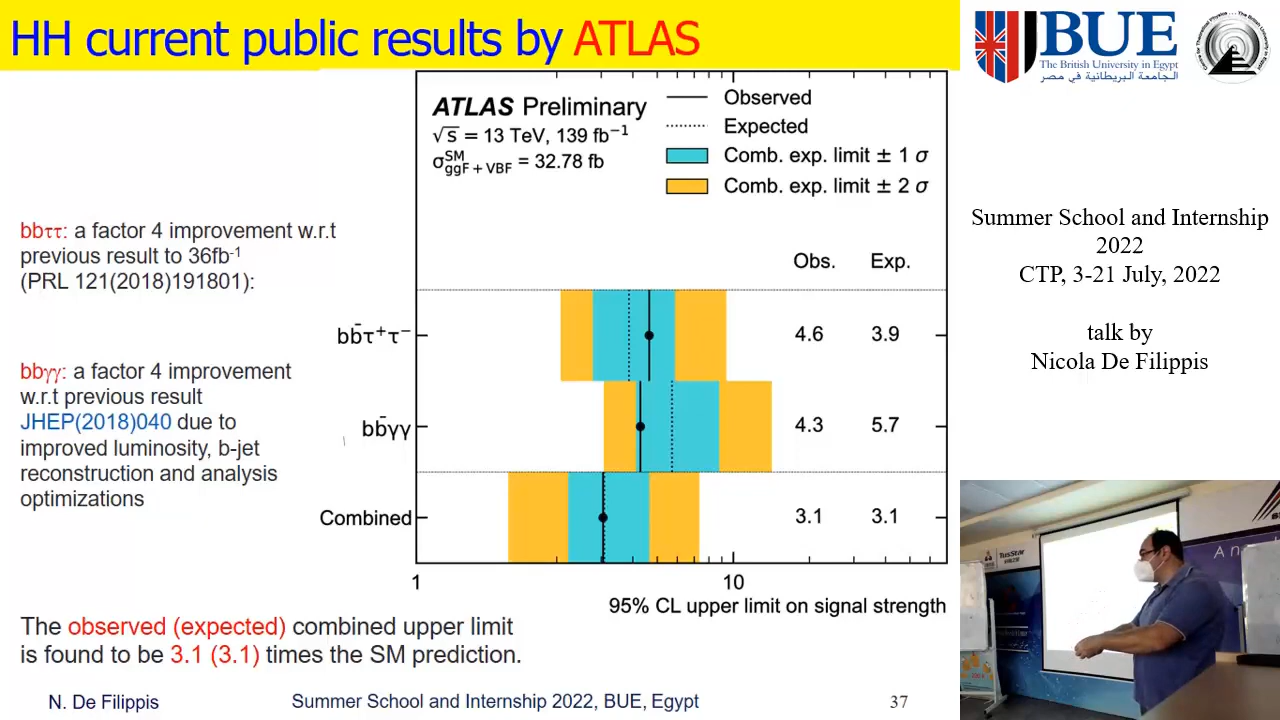 HH current public results by ATLAS
BUE
The British University in Egypt
الجامعة البريطانية في مصر
ATLAS Preliminary
√s = 13 TeV, 139 fb⁻¹
σ^SM_ggF+VBF = 32.78 fb
Observed
Expected
Comb. exp. limit ± 1 σ
Comb. exp. limit ± 2 σ
Obs. Exp.
bb̄τ⁺τ⁻ 4.6 3.9
bb̄γγ 4.3 5.7
Combined 3.1 3.1
1 10
95% CL upper limit on signal strength
bbττ: a factor 4 improvement w.r.t
previous result to 36fb⁻¹
(PRL 121(2018)191801):
bbγγ: a factor 4 improvement
w.r.t previous result
JHEP(2018)040 due to
improved luminosity, b-jet
reconstruction and analysis
optimizations
The observed (expected) combined upper limit
is found to be 3.1 (3.1) times the SM prediction.
N. De Filippis Summer School and Internship 2022, BUE, Egypt 37
Summer School and Internship
2022
CTP, 3-21 July, 2022
talk by
Nicola De Filippis
TusStar